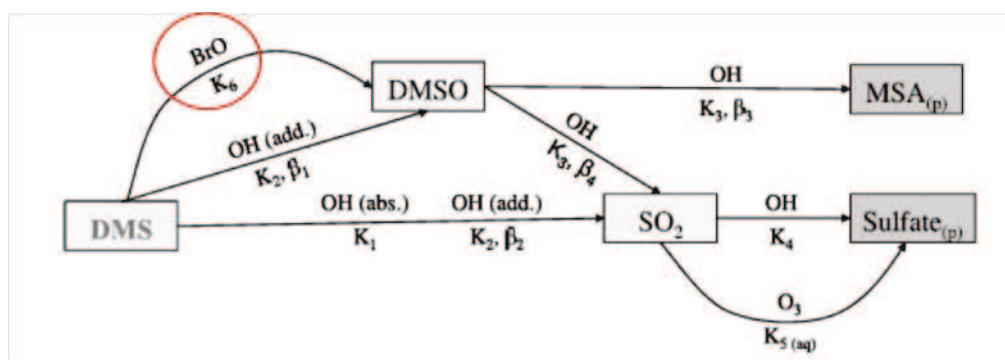 BrO
K₆
DMSO
OH
K₃, β₃
MSA(p)
OH (add.)
K₂, β₁
OH
K₃, β₄
DMS
OH (abs.) OH (add.)
K₁ K₂, β₂
SO₂
OH
K₄
Sulfate(p)
O₃
K₅ (aq)